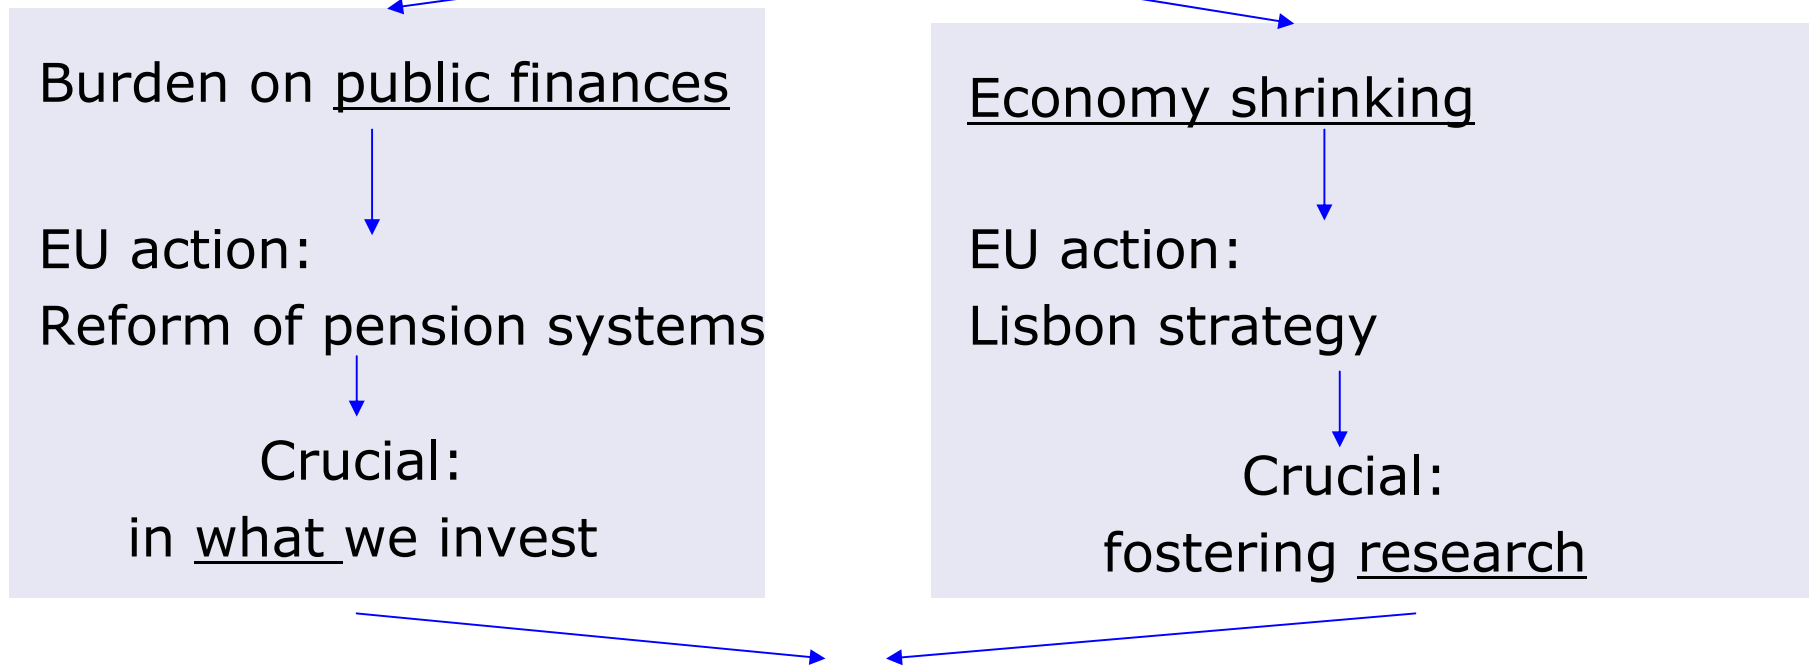 Burden on public finances
EU action:
Reform of pension systems
Crucial:
in what we invest
Economy shrinking
EU action:
Lisbon strategy
Crucial:
fostering research